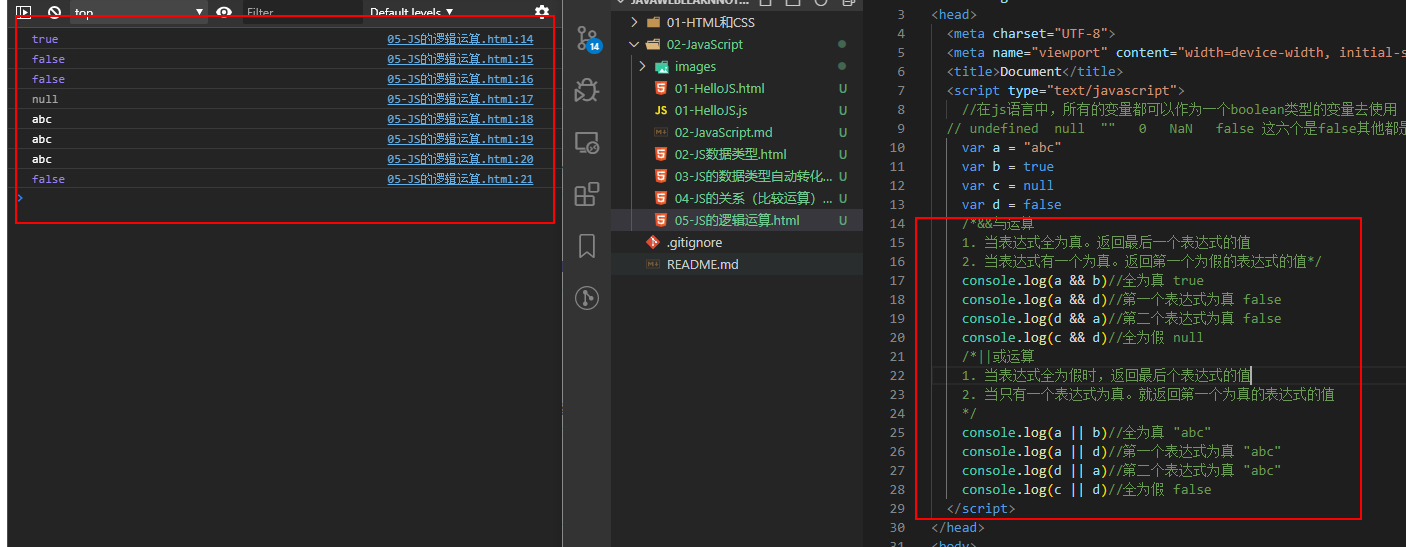 top
Filter
Default levels
true 05-JS的逻辑运算.html:14
false 05-JS的逻辑运算.html:15
false 05-JS的逻辑运算.html:16
null 05-JS的逻辑运算.html:17
abc 05-JS的逻辑运算.html:18
abc 05-JS的逻辑运算.html:19
abc 05-JS的逻辑运算.html:20
false 05-JS的逻辑运算.html:21
14
01-HTML和CSS
02-JavaScript
images
01-HelloJS.html U
JS 01-HelloJS.js U
02-JavaScript.md U
02-JS数据类型.html U
03-JS的数据类型自动转化... U
04-JS的关系（比较运算）... U
05-JS的逻辑运算.html U
.gitignore
README.md
3 <head>
4 <meta charset="UTF-8">
5 <meta name="viewport" content="width=device-width, initial-s
6 <title>Document</title>
7 <script type="text/javascript">
8 //在js语言中，所有的变量都可以作为一个boolean类型的变量去使用
9 // undefined null "" 0 NaN false 这六个是false其他都是
10 var a = "abc"
11 var b = true
12 var c = null
13 var d = false
14 /*&&与运算
15 1. 当表达式全为真。返回最后一个表达式的值
16 2. 当表达式有一个为真。返回第一个为假的表达式的值*/
17 console.log(a && b)//全为真 true
18 console.log(a && d)//第一个表达式为真 false
19 console.log(d && a)//第二个表达式为真 false
20 console.log(c && d)//全为假 null
21 /*||或运算
22 1. 当表达式全为假时，返回最后个表达式的值
23 2. 当只有一个表达式为真。就返回第一个为真的表达式的值
24 */
25 console.log(a || b)//全为真 "abc"
26 console.log(a || d)//第一个表达式为真 "abc"
27 console.log(d || a)//第二个表达式为真 "abc"
28 console.log(c || d)//全为假 false
29 </script>
30 </head>
31 <body>